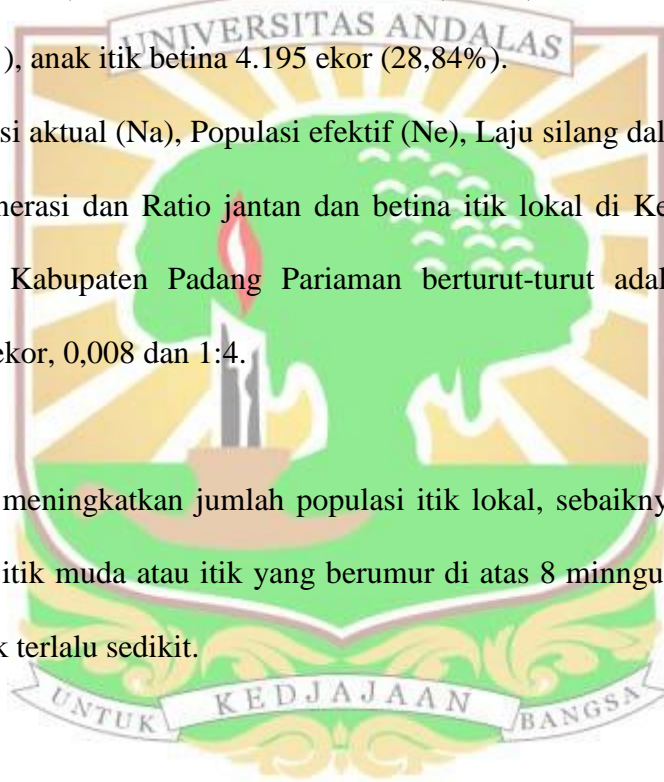 UNIVERSITAS ANDALAS
), anak itik betina 4.195 ekor (28,84%).
si aktual (Na), Populasi efektif (Ne), Laju silang dal
nerasi dan Ratio jantan dan betina itik lokal di Ke
Kabupaten Padang Pariaman berturut-turut adal
ekor, 0,008 dan 1:4.
meningkatkan jumlah populasi itik lokal, sebaikny
itik muda atau itik yang berumur di atas 8 minngu
k terlalu sedikit.
UNTUK KEDJAJAAN BANGSA